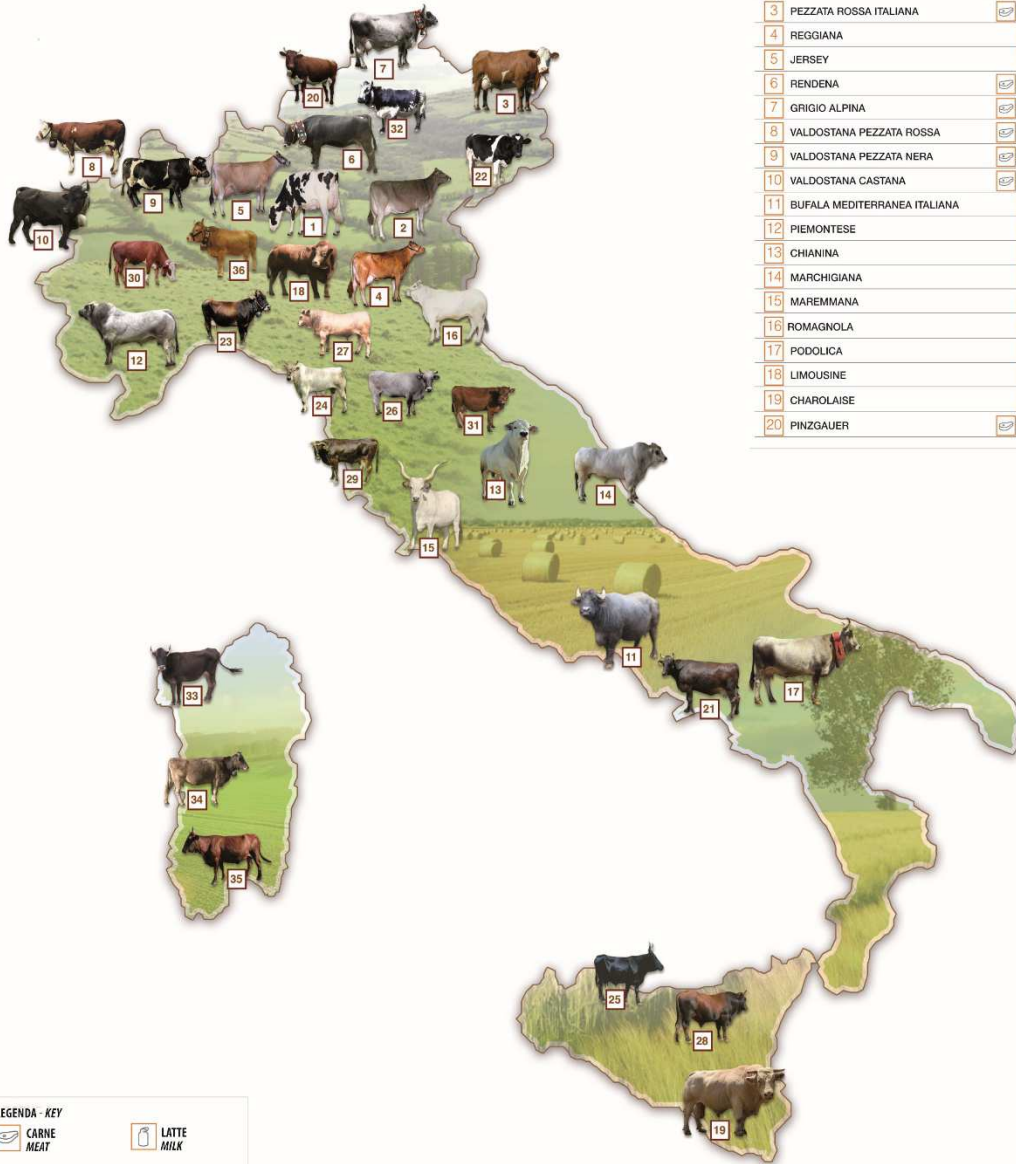 3 PEZZATA ROSSA ITALIANA
4 REGGIANA
5 JERSEY
6 RENDENA
7 GRIGIO ALPINA
8 VALDOSTANA PEZZATA ROSSA
9 VALDOSTANA PEZZATA NERA
10 VALDOSTANA CASTANA
11 BUFALA MEDITERRANEA ITALIANA
12 PIEMONTESE
13 CHIANINA
14 MARCHIGIANA
15 MAREMMANA
16 ROMAGNOLA
17 PODOLICA
18 LIMOUSINE
19 CHAROLAISE
20 PINZGAUER
7
20
3
32
8
6
22
9
5
1
2
10
30
36
18
4
12
23
27
16
24
26
31
29
13
14
15
11
33
21
17
34
35
25
28
19
EGENDA - KEY
CARNE
MEAT
LATTE
MILK